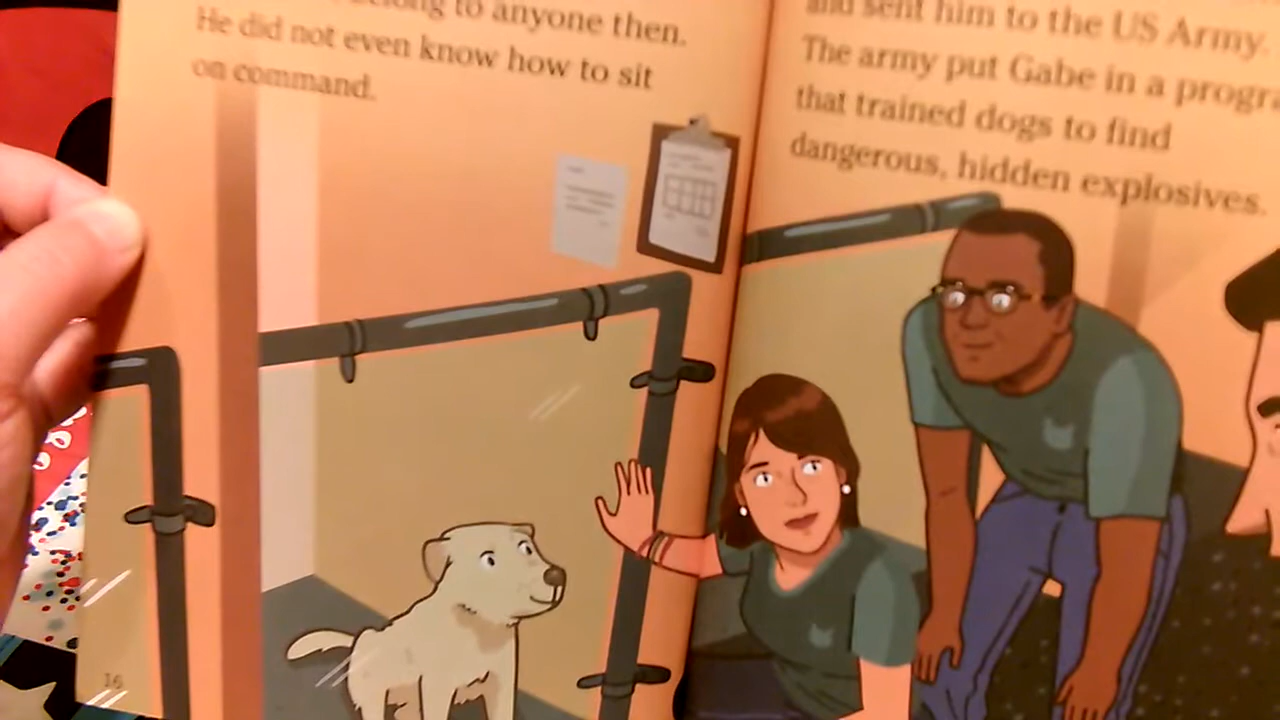 belong to anyone then.
He did not even know how to sit
on command.
16
and sent him to the US Army.
The army put Gabe in a progra
that trained dogs to find
dangerous, hidden explosives.